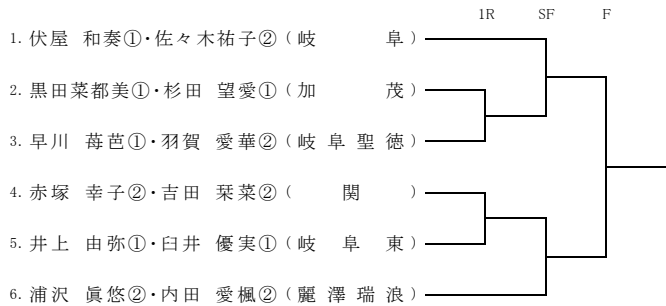 1R SF F
1. 伏屋 和奏①・佐々木祐子② (岐 阜)
2. 黒田菜都美①・杉田 望愛① (加 茂)
3. 早川 苺芭①・羽賀 愛華② (岐阜聖徳)
4. 赤塚 幸子②・吉田 栞菜② (関)
5. 井上 由弥①・臼井 優実① (岐 阜 東)
6. 浦沢 眞悠②・内田 愛楓② (麗澤瑞浪)